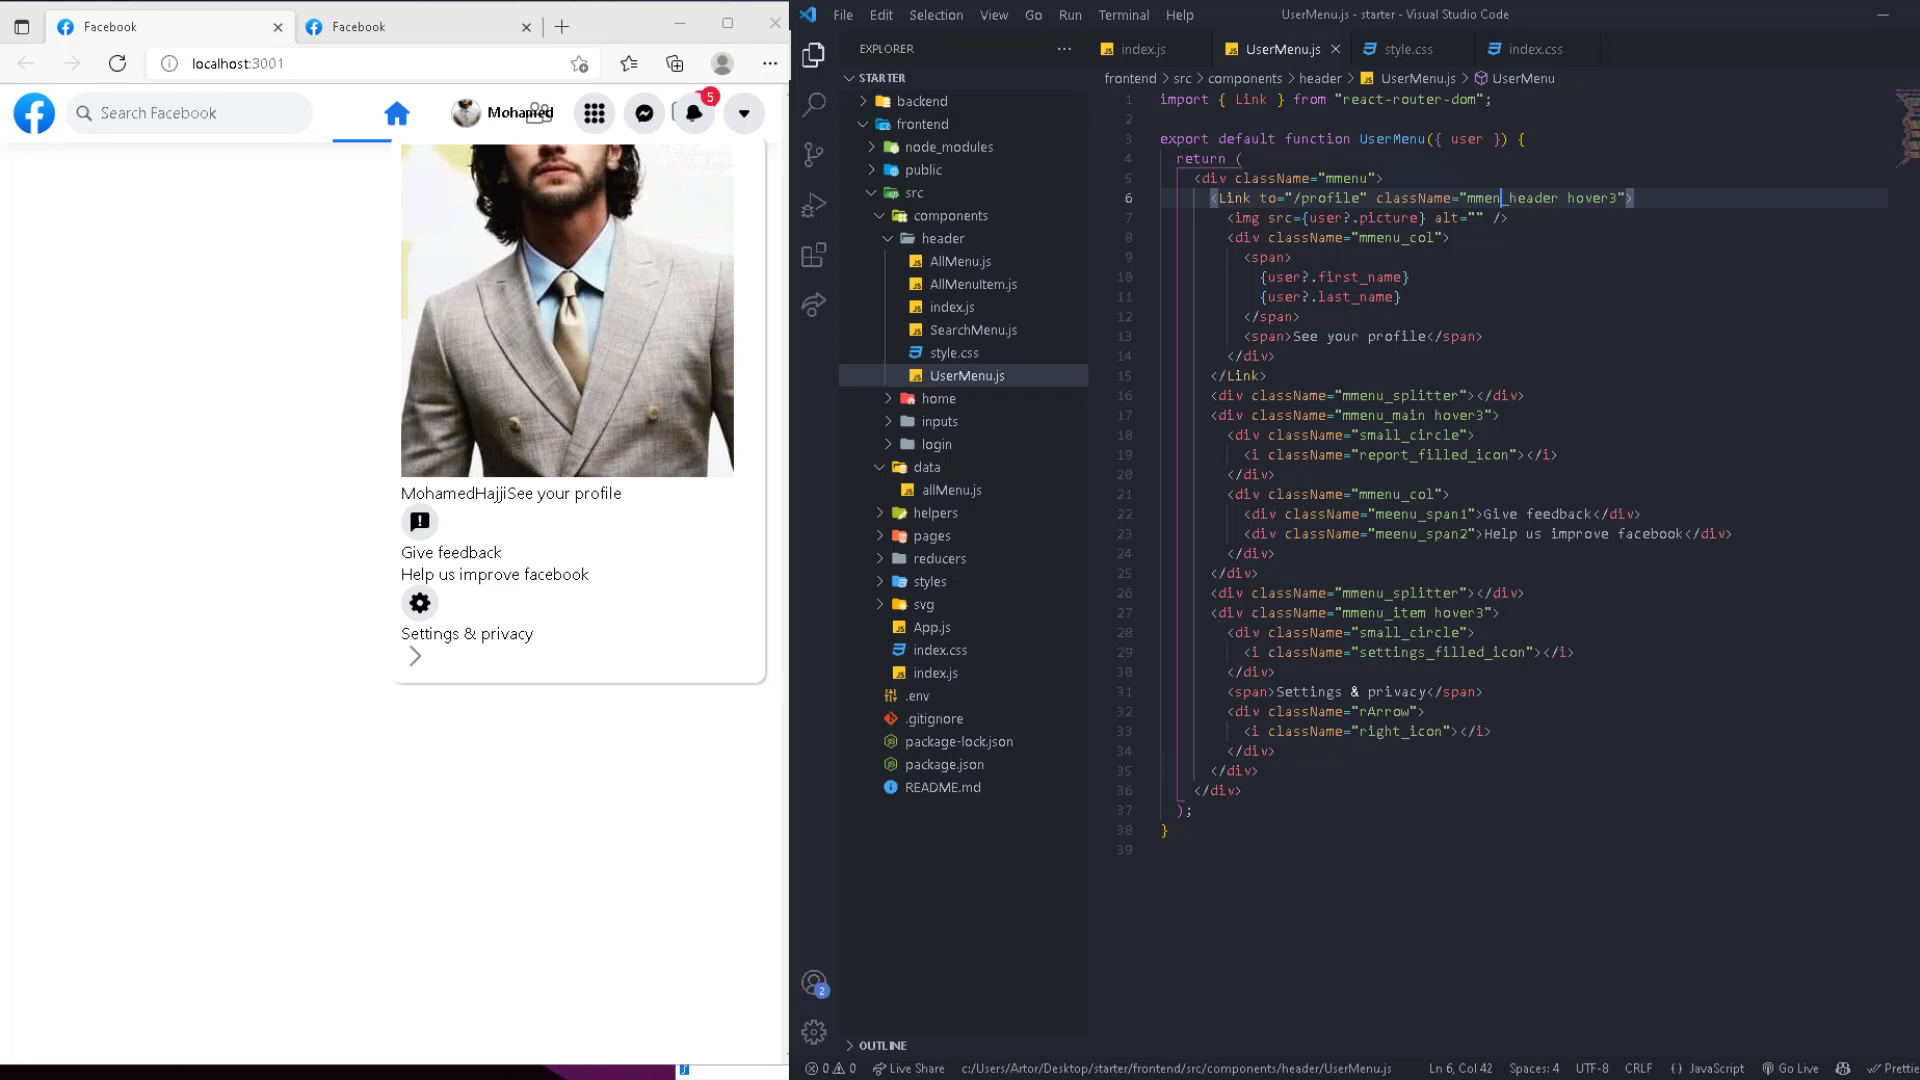 Facebook
Facebook
localhost:3001
Search Facebook
Mohamed
5
MohamedHajjiSee your profile
Give feedback
Help us improve facebook
Settings & privacy
File Edit Selection View Go Run Terminal Help
UserMenu.js - starter - Visual Studio Code
EXPLORER
index.js
UserMenu.js
style.css
index.css
STARTER
frontend > src > components > header > UserMenu.js > UserMenu
backend
frontend
node_modules
public
src
components
header
AllMenu.js
AllMenuItem.js
index.js
SearchMenu.js
style.css
UserMenu.js
home
inputs
login
data
allMenu.js
helpers
pages
reducers
styles
svg
App.js
index.css
index.js
.env
.gitignore
package-lock.json
package.json
README.md
OUTLINE
1 import { Link } from "react-router-dom";
2
3 export default function UserMenu({ user }) {
4 return (
5 <div className="mmenu">
6 <Link to="/profile" className="mmen_header hover3">
7 <img src={user?.picture} alt="" />
8 <div className="mmenu_col">
9 <span>
10 {user?.first_name}
11 {user?.last_name}
12 </span>
13 <span>See your profile</span>
14 </div>
15 </Link>
16 <div className="mmenu_splitter"></div>
17 <div className="mmenu_main hover3">
18 <div className="small_circle">
19 <i className="report_filled_icon"></i>
20 </div>
21 <div className="mmenu_col">
22 <div className="meenu_span1">Give feedback</div>
23 <div className="meenu_span2">Help us improve facebook</div>
24 </div>
25 </div>
26 <div className="mmenu_splitter"></div>
27 <div className="mmenu_item hover3">
28 <div className="small_circle">
29 <i className="settings_filled_icon"></i>
30 </div>
31 <span>Settings & privacy</span>
32 <div className="rArrow">
33 <i className="right_icon"></i>
34 </div>
35 </div>
36 </div>
37 );
38 }
39
2
0 0 Live Share c:/Users/Artor/Desktop/starter/frontend/src/components/header/UserMenu.js Ln 6, Col 42 Spaces: 4 UTF-8 CRLF {} JavaScript Go Live Prettie